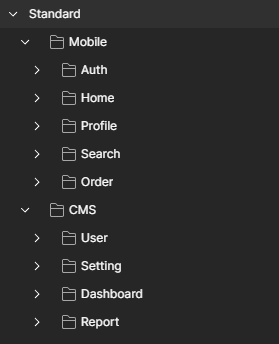 Standard
Mobile
Auth
Home
Profile
Search
Order
CMS
User
Setting
Dashboard
Report